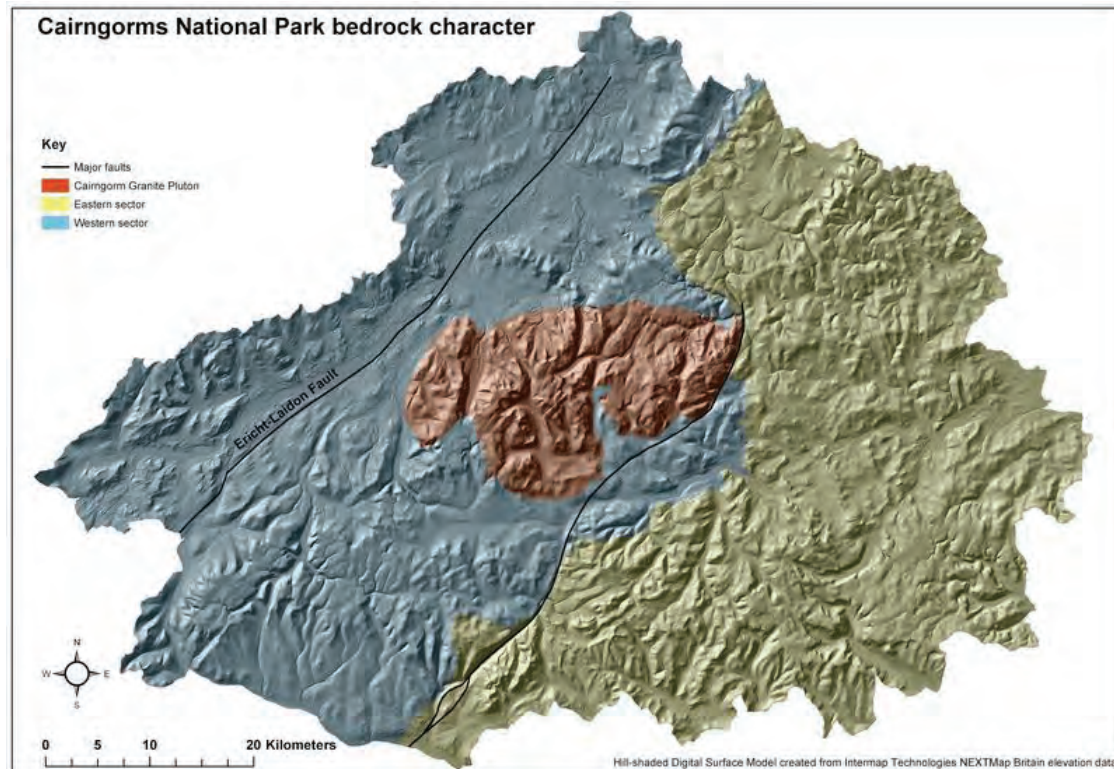 Cairngorms National Park bedrock character
Key
Major faults
Cairngorm Granite Pluton
Eastern sector
Western sector
Ericht-Laidon Fault
N
W E
S
0 5 10 20 Kilometers
Hill-shaded Digital Surface Model created from Intermap Technologies NEXTMap Britain elevation data